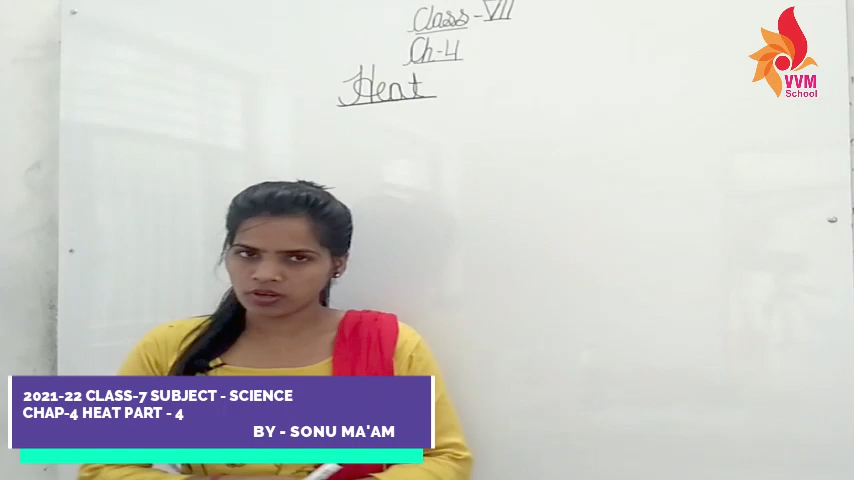 Class-VII
Ch-4
Heat
VVM
School
2021-22 CLASS-7 SUBJECT - SCIENCE
CHAP-4 HEAT PART - 4
BY - SONU MA'AM